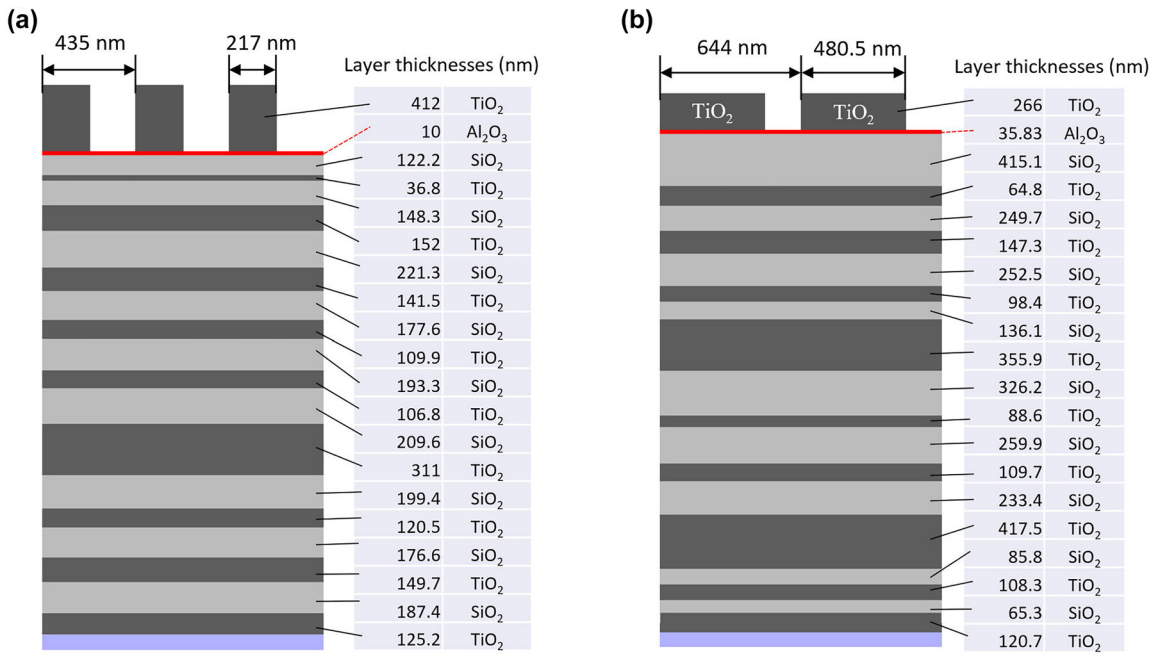 (a)
435 nm
217 nm
Layer thicknesses (nm)
412 TiO₂
10 Al₂O₃
122.2 SiO₂
36.8 TiO₂
148.3 SiO₂
152 TiO₂
221.3 SiO₂
141.5 TiO₂
177.6 SiO₂
109.9 TiO₂
193.3 SiO₂
106.8 TiO₂
209.6 SiO₂
311 TiO₂
199.4 SiO₂
120.5 TiO₂
176.6 SiO₂
149.7 TiO₂
187.4 SiO₂
125.2 TiO₂
(b)
644 nm
480.5 nm
Layer thicknesses (nm)
TiO₂
TiO₂
266 TiO₂
35.83 Al₂O₃
415.1 SiO₂
64.8 TiO₂
249.7 SiO₂
147.3 TiO₂
252.5 SiO₂
98.4 TiO₂
136.1 SiO₂
355.9 TiO₂
326.2 SiO₂
88.6 TiO₂
259.9 SiO₂
109.7 TiO₂
233.4 SiO₂
417.5 TiO₂
85.8 SiO₂
108.3 TiO₂
65.3 SiO₂
120.7 TiO₂